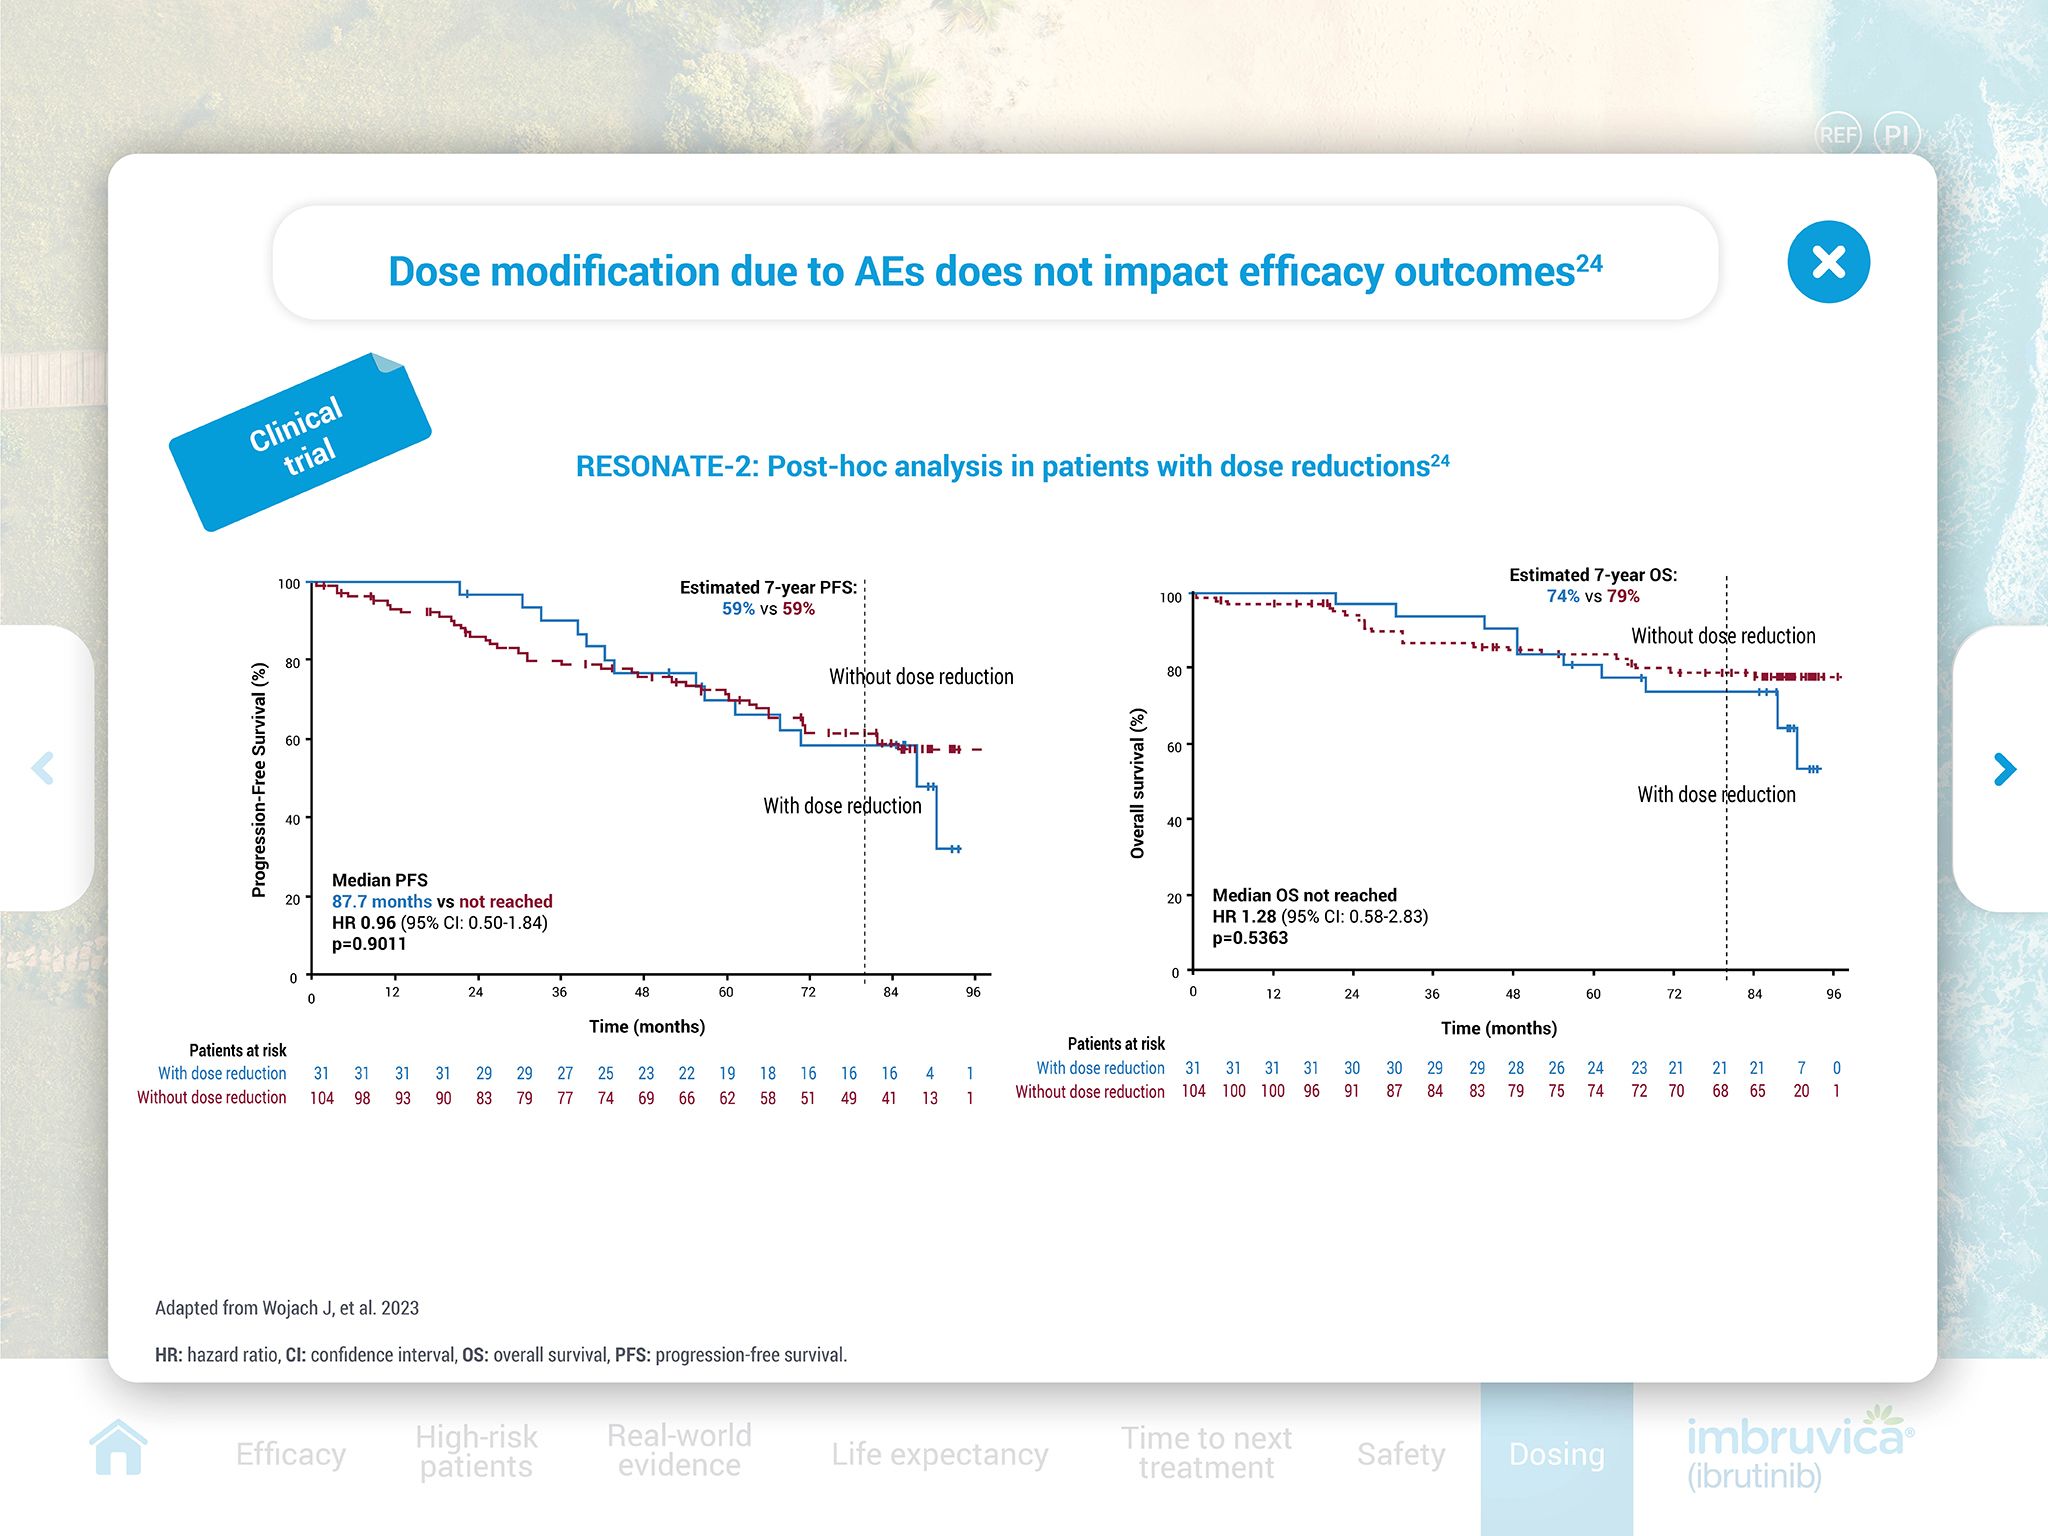 REF PI
Dose modification due to AEs does not impact efficacy outcomes24
Clinical
trial
RESONATE-2: Post-hoc analysis in patients with dose reductions24
Progression-Free Survival (%)
100
80
60
40
20
0
Estimated 7-year PFS:
59% vs 59%
Without dose reduction
With dose reduction
Median PFS
87.7 months vs not reached
HR 0.96 (95% CI: 0.50-1.84)
p=0.9011
0 12 24 36 48 60 72 84 96
Time (months)
Patients at risk
With dose reduction 31 31 31 31 29 29 27 25 23 22 19 18 16 16 16 4 1
Without dose reduction 104 98 93 90 83 79 77 74 69 66 62 58 51 49 41 13 1
Overall survival (%)
100
80
60
40
20
0
Estimated 7-year OS:
74% vs 79%
Without dose reduction
With dose reduction
Median OS not reached
HR 1.28 (95% CI: 0.58-2.83)
p=0.5363
0 12 24 36 48 60 72 84 96
Time (months)
Patients at risk
With dose reduction 31 31 31 31 30 30 29 29 28 26 24 23 21 21 21 7 0
Without dose reduction 104 100 100 96 91 87 84 83 79 75 74 72 70 68 65 20 1
Adapted from Wojach J, et al. 2023
HR: hazard ratio, CI: confidence interval, OS: overall survival, PFS: progression-free survival.
Efficacy
High-risk
patients
Real-world
evidence
Life expectancy
Time to next
treatment
Safety
Dosing
imbruvica®
(ibrutinib)